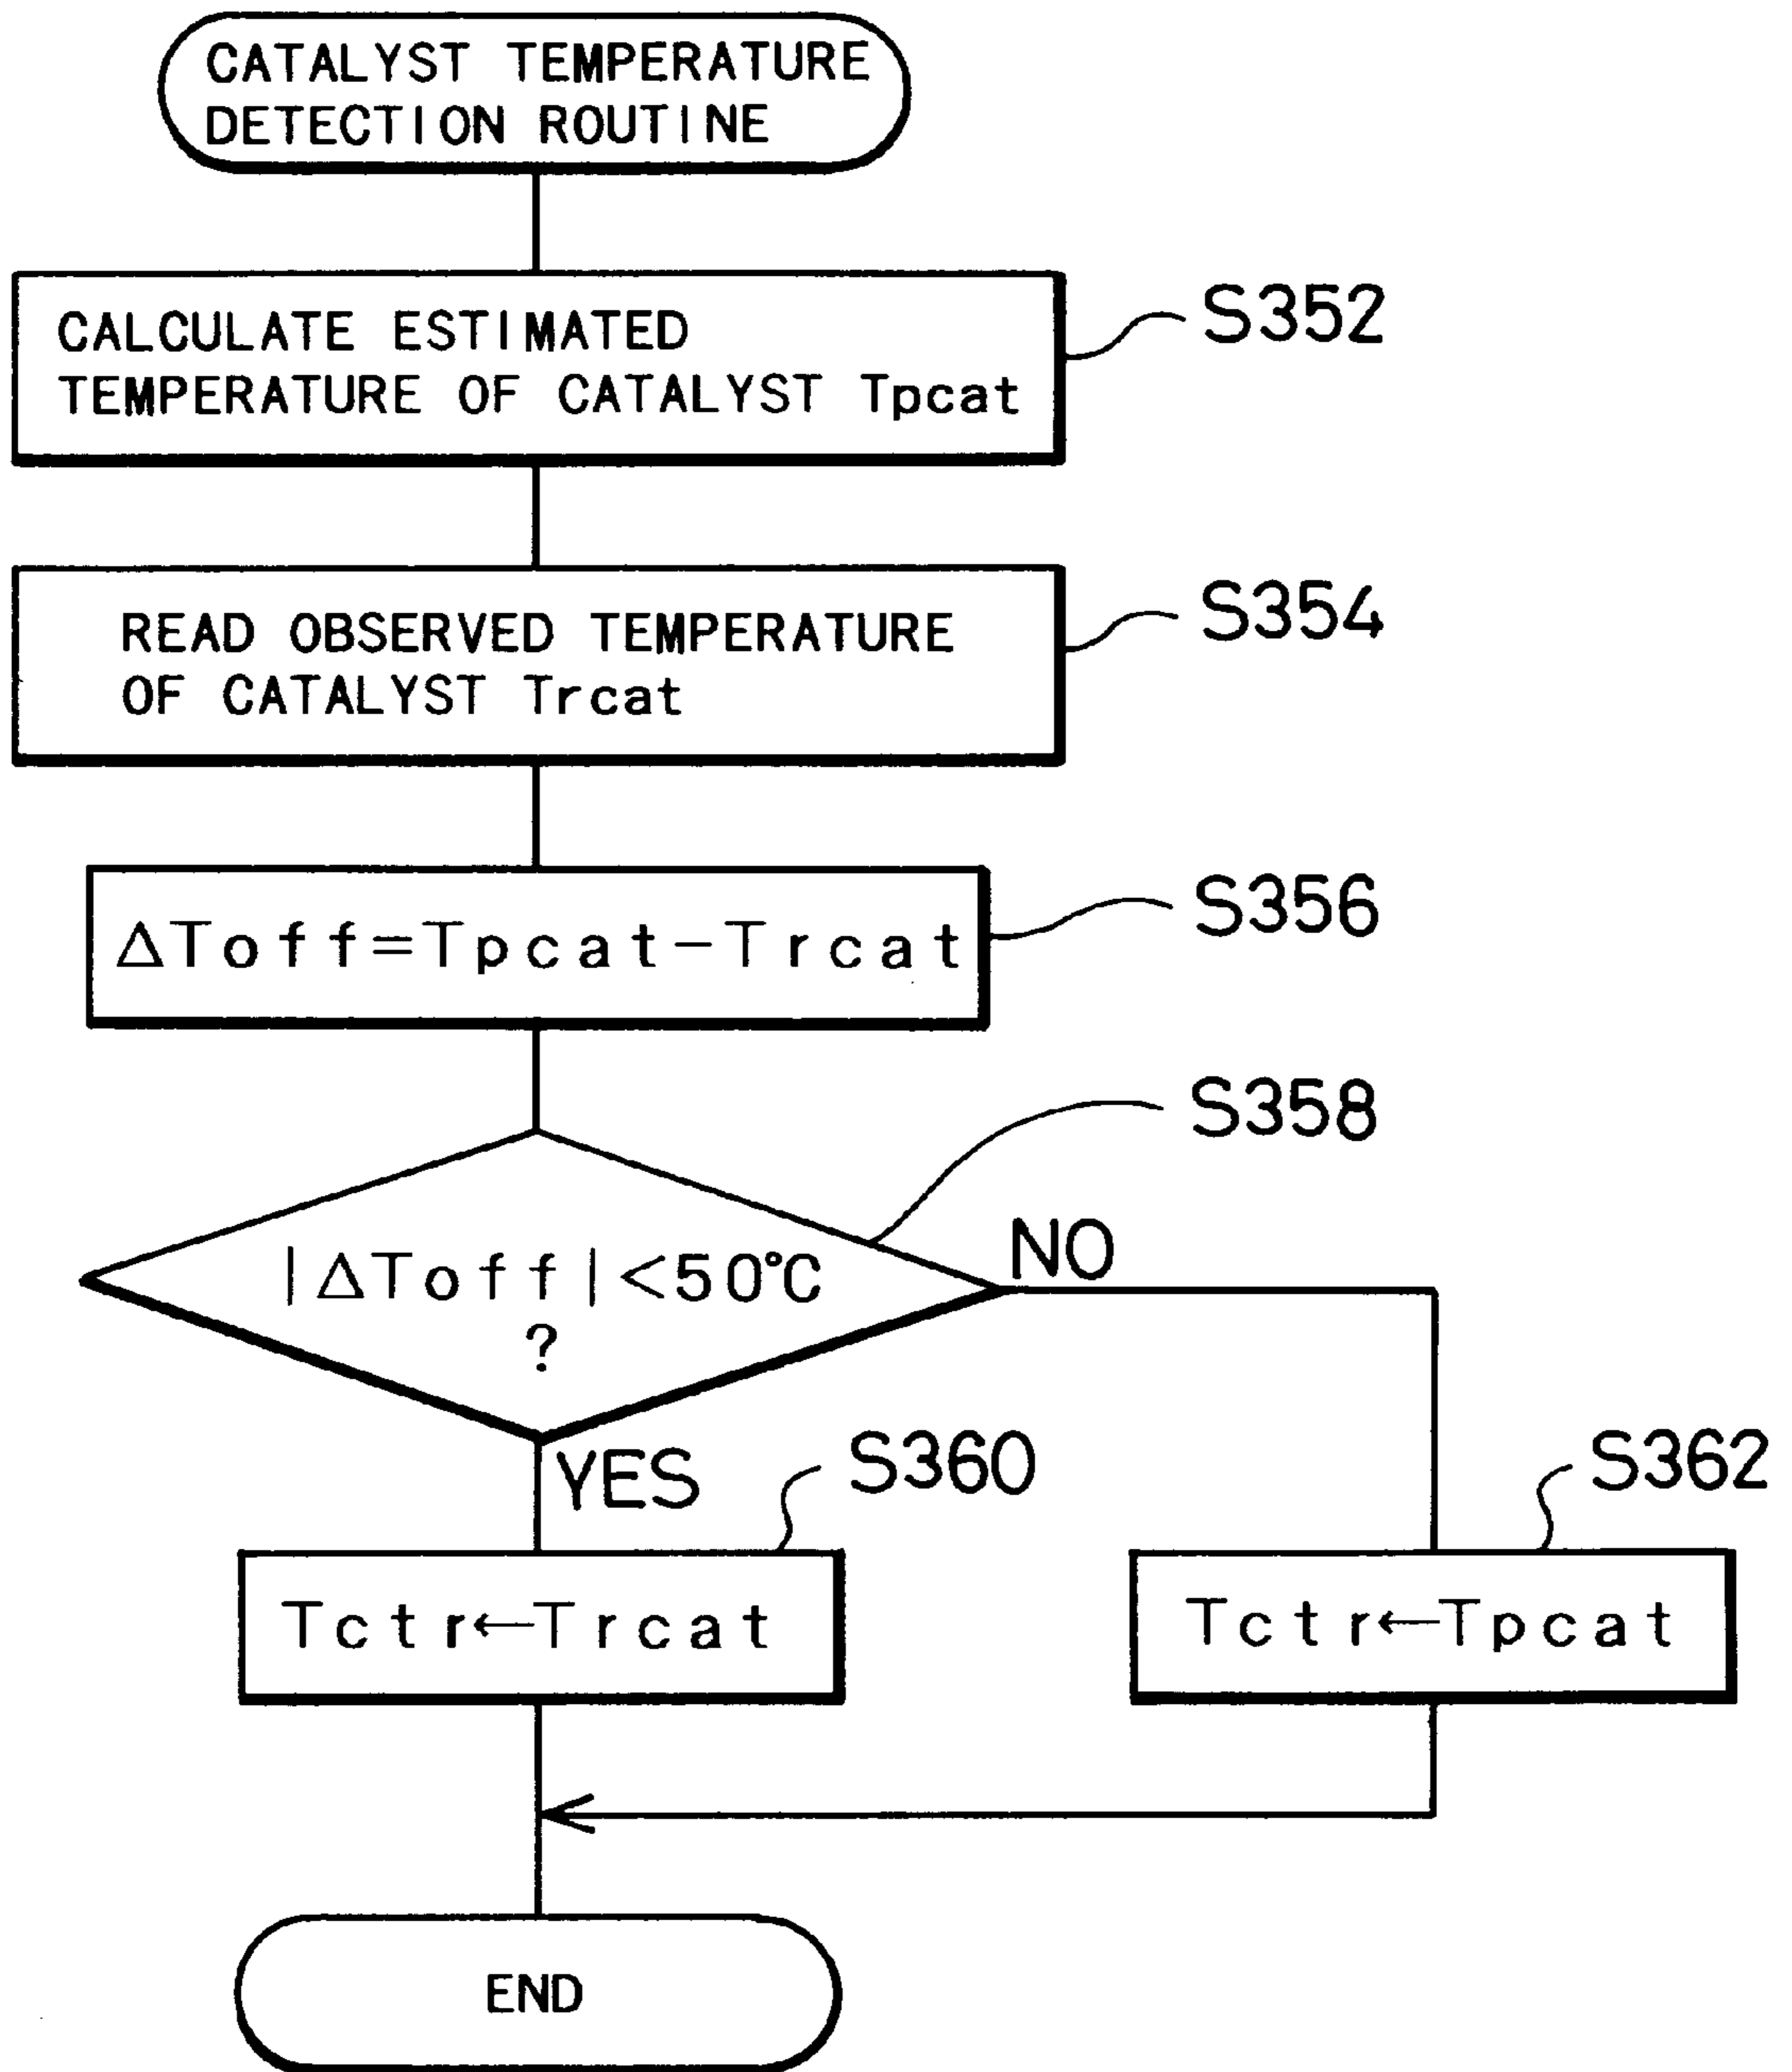 CATALYST TEMPERATURE
DETECTION ROUTINE
CALCULATE ESTIMATED
TEMPERATURE OF CATALYST Tpcat
S352
READ OBSERVED TEMPERATURE
OF CATALYST Trcat
S354
ΔToff=Tpcat-Trcat
S356
S358
|ΔToff|<50℃
?
NO
YES
S360
S362
Tctr←Trcat
Tctr←Tpcat
END